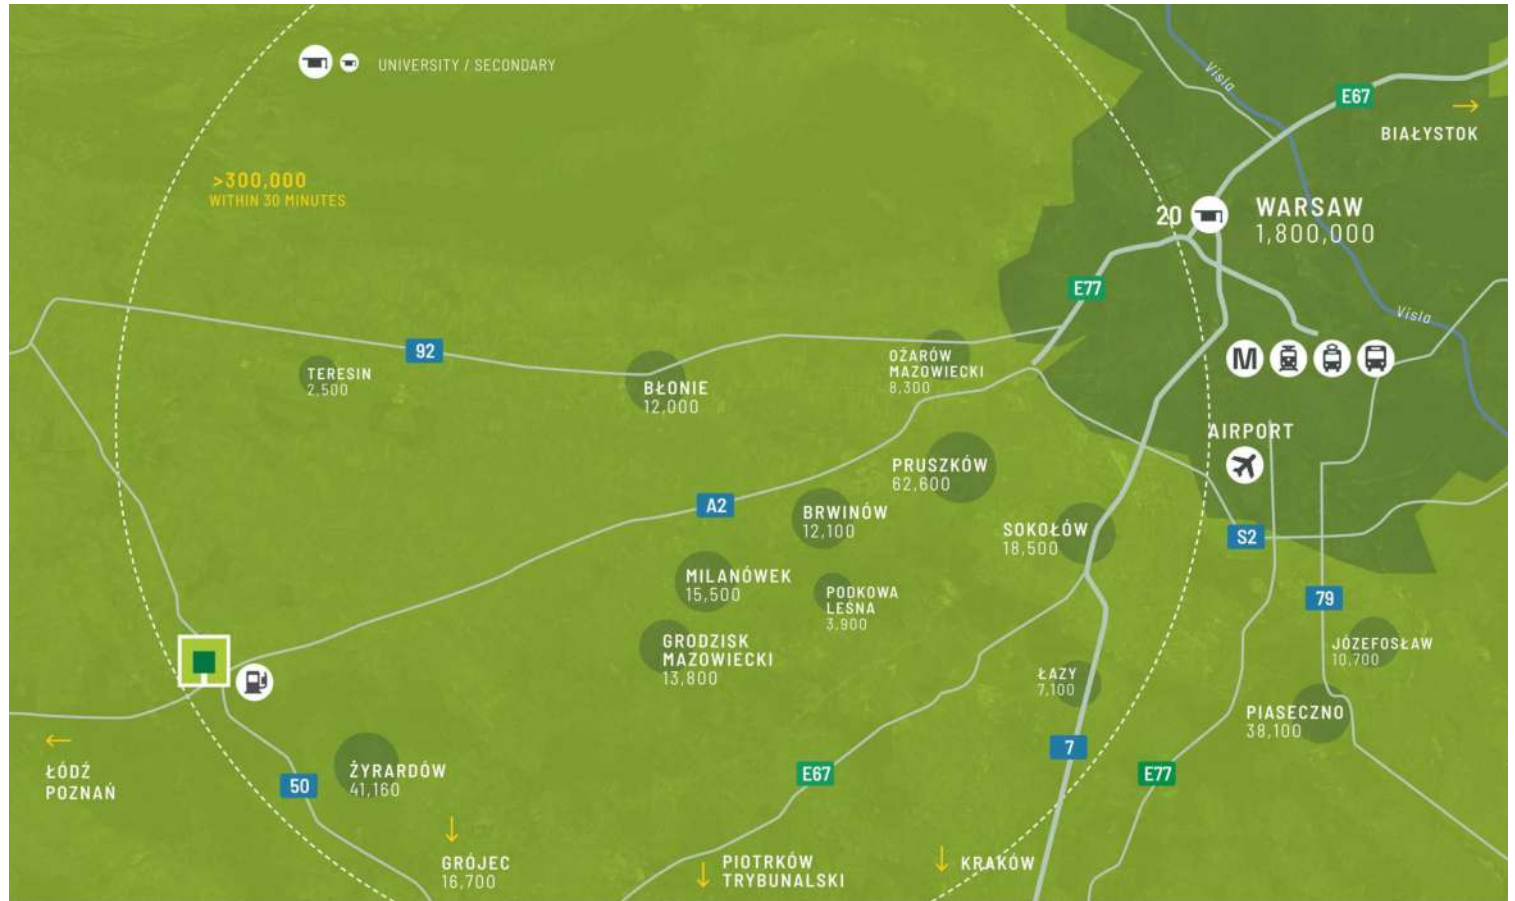 UNIVERSITY / SECONDARY
>300,000
WITHIN 30 MINUTES
Visla
E67
BIAŁYSTOK
20
WARSAW
1,800,000
E77
Visla
92
TERESIN
2,500
BŁONIE
12,000
OŻARÓW
MAZOWIECKI
8,300
M
AIRPORT
PRUSZKÓW
62,600
A2
BRWINÓW
12,100
SOKOŁÓW
18,500
S2
MILANÓWEK
15,500
PODKOWA
LEŚNA
3,900
79
GRODZISK
MAZOWIECKI
13,800
JÓZEFOSŁAW
10,700
ŁAZY
7,100
PIASECZNO
38,100
7
ŁÓDŹ
POZNAŃ
50
ŻYRARDÓW
41,160
E67
E77
GRÓJEC
16,700
PIOTRKÓW
TRYBUNALSKI
KRAKÓW